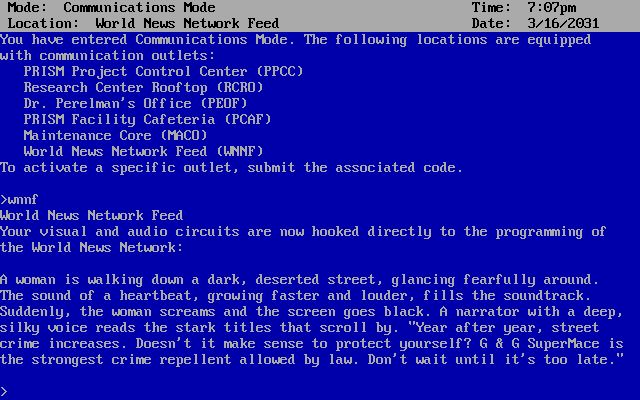 Mode: Communications Mode Time: 7:07pm
Location: World News Network Feed Date: 3/16/2031
You have entered Communications Mode. The following locations are equipped
with communication outlets:
PRISM Project Control Center (PPCC)
Research Center Rooftop (RCRO)
Dr. Perelman's Office (PEOF)
PRISM Facility Cafeteria (PCAF)
Maintenance Core (MACO)
World News Network Feed (WNNF)
To activate a specific outlet, submit the associated code.
>wnnf
World News Network Feed
Your visual and audio circuits are now hooked directly to the programming of
the World News Network:
A woman is walking down a dark, deserted street, glancing fearfully around.
The sound of a heartbeat, growing faster and louder, fills the soundtrack.
Suddenly, the woman screams and the screen goes black. A narrator with a deep,
silky voice reads the stark titles that scroll by. "Year after year, street
crime increases. Doesn't it make sense to protect yourself? G & G SuperMace is
the strongest crime repellent allowed by law. Don't wait until it's too late."
>